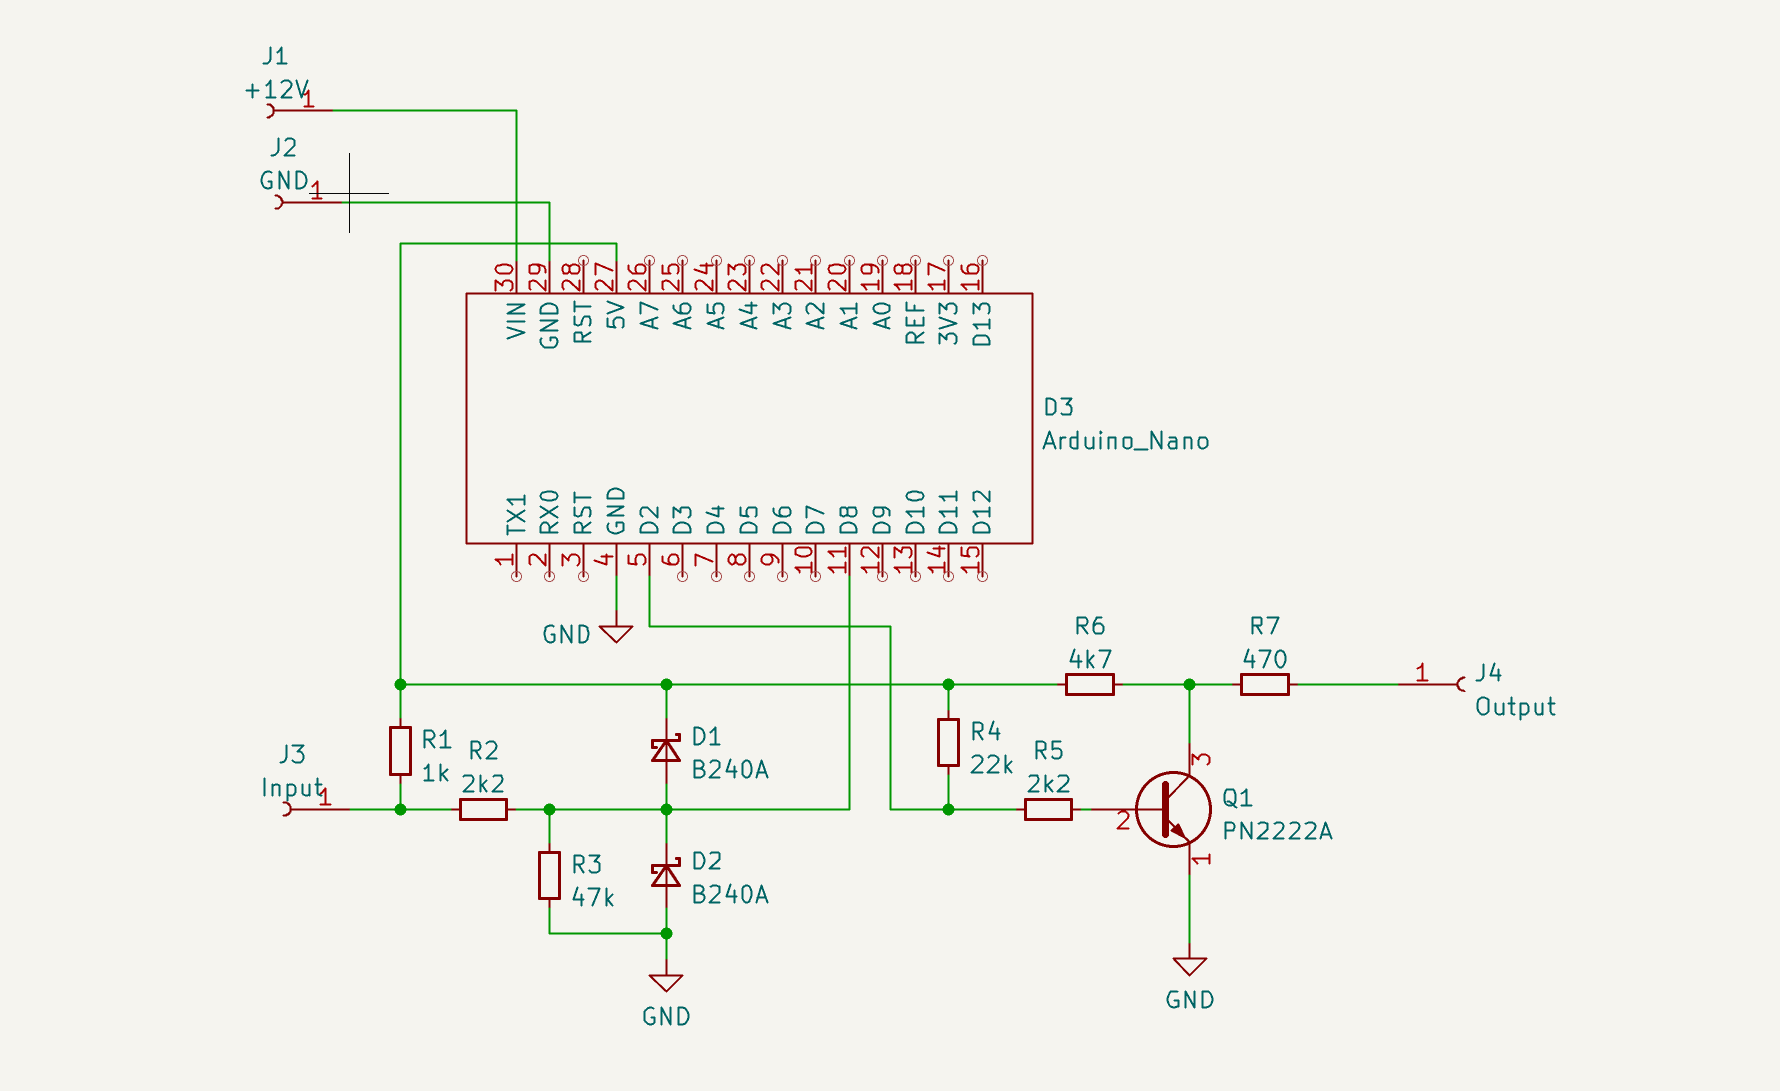 J1
+12V
1
J2
GND
1
30 29 28 27 26 25 24 23 22 21 20 19 18 17 16
VIN GND RST 5V A7 A6 A5 A4 A3 A2 A1 A0 REF 3V3 D13
D3
Arduino_Nano
TX1 RX0 RST GND D2 D3 D4 D5 D6 D7 D8 D9 D10 D11 D12
1 2 3 4 5 6 7 8 9 10 11 12 13 14 15
GND
R6
4k7
R7
470
1
J4
Output
J3
Input
1
R1
1k
R2
2k2
D1
B240A
R4
22k
R5
2k2
3
2
1
Q1
PN2222A
R3
47k
D2
B240A
GND
GND